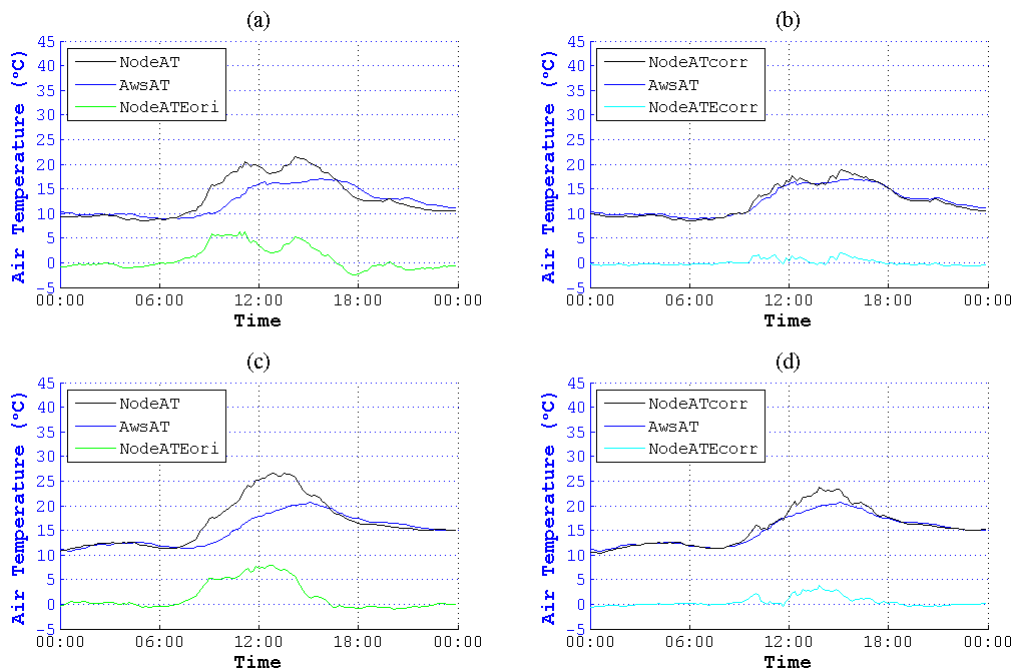 (a)
Air Temperature (°C)
45
40
35
30
25
20
15
10
5
0
-5
NodeAT
AwsAT
NodeATEori
00:00 06:00 12:00 18:00 00:00
Time
(b)
Air Temperature (°C)
45
40
35
30
25
20
15
10
5
0
-5
NodeATcorr
AwsAT
NodeATEcorr
00:00 06:00 12:00 18:00 00:00
Time
(c)
Air Temperature (°C)
45
40
35
30
25
20
15
10
5
0
-5
NodeAT
AwsAT
NodeATEori
00:00 06:00 12:00 18:00 00:00
Time
(d)
Air Temperature (°C)
45
40
35
30
25
20
15
10
5
0
-5
NodeATcorr
AwsAT
NodeATEcorr
00:00 06:00 12:00 18:00 00:00
Time